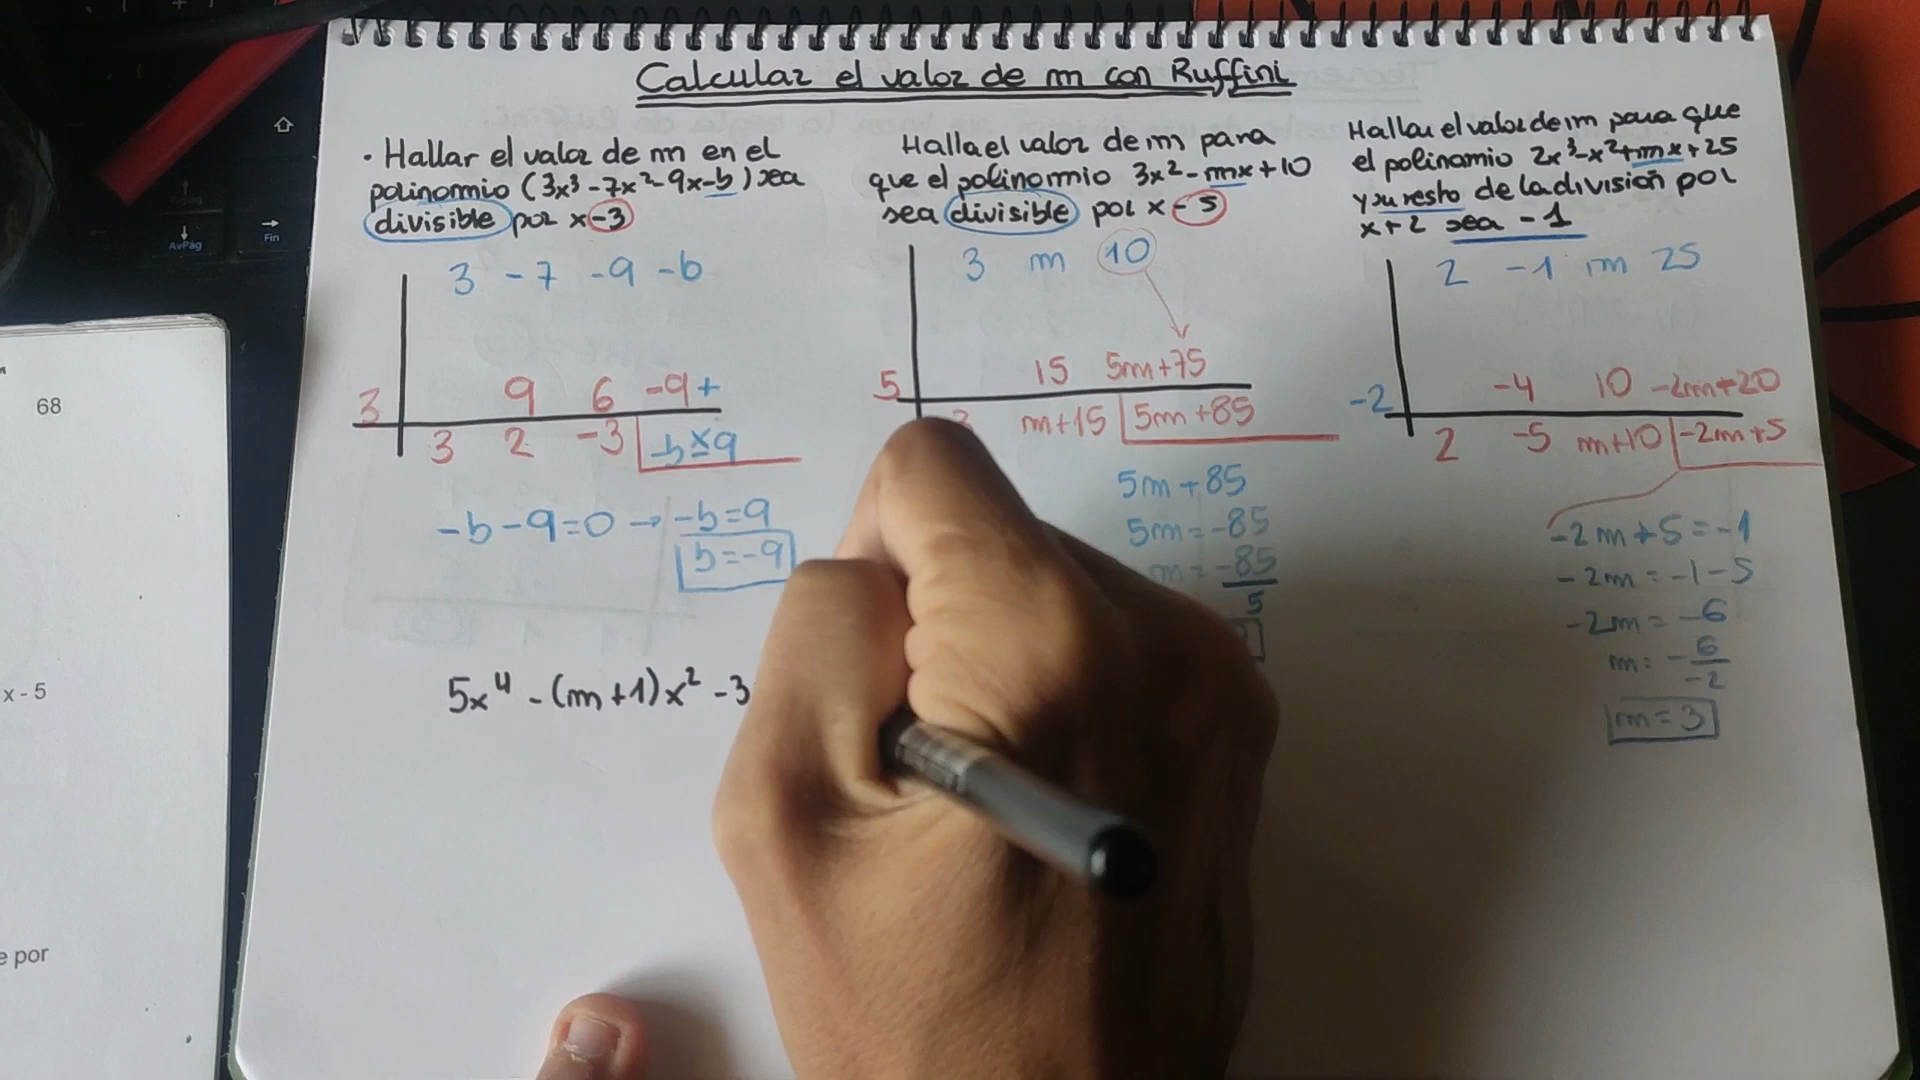 Calcular el valor de m con Ruffini
· Hallar el valor de m en el
polinomio (3x³ - 7x² - 9x - b) sea
divisible por x - 3
3 -7 -9 -b
9 6 -9+
3
3 2 -3
-b-9=0 → -b=9
b=-9
Halla el valor de m para
que el polinomio 3x² - mx + 10
sea divisible por x - 5
3 m 10
15 5m+75
5
3 m+15 5m+85
5m+85
5m=-85
m=-85
5
Hallar el valor de m para que
el polinomio 2x³-x²+mx+25
y su resto de la división por
x+2 sea -1
2 -1 m 25
-4 10 -2m+20
-2
2 -5 m+10 -2m+5
-2m+5=-1
-2m=-1-5
-2m=-6
m=-6
-2
m=3
5x⁴ - (m+1)x² - 3
68
x - 5
e por
AvPág
Fin